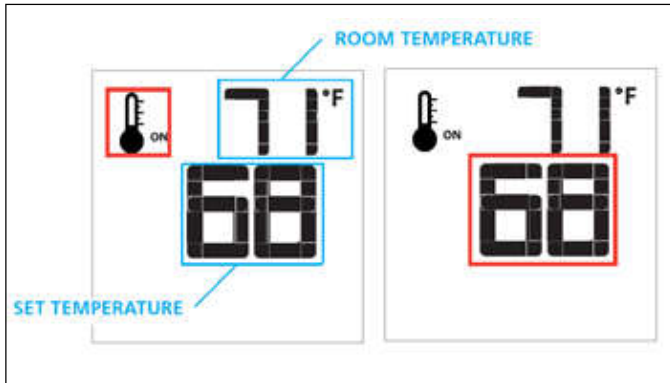 ROOM TEMPERATURE
71°F
ON
68
71°F
ON
68
SET TEMPERATURE